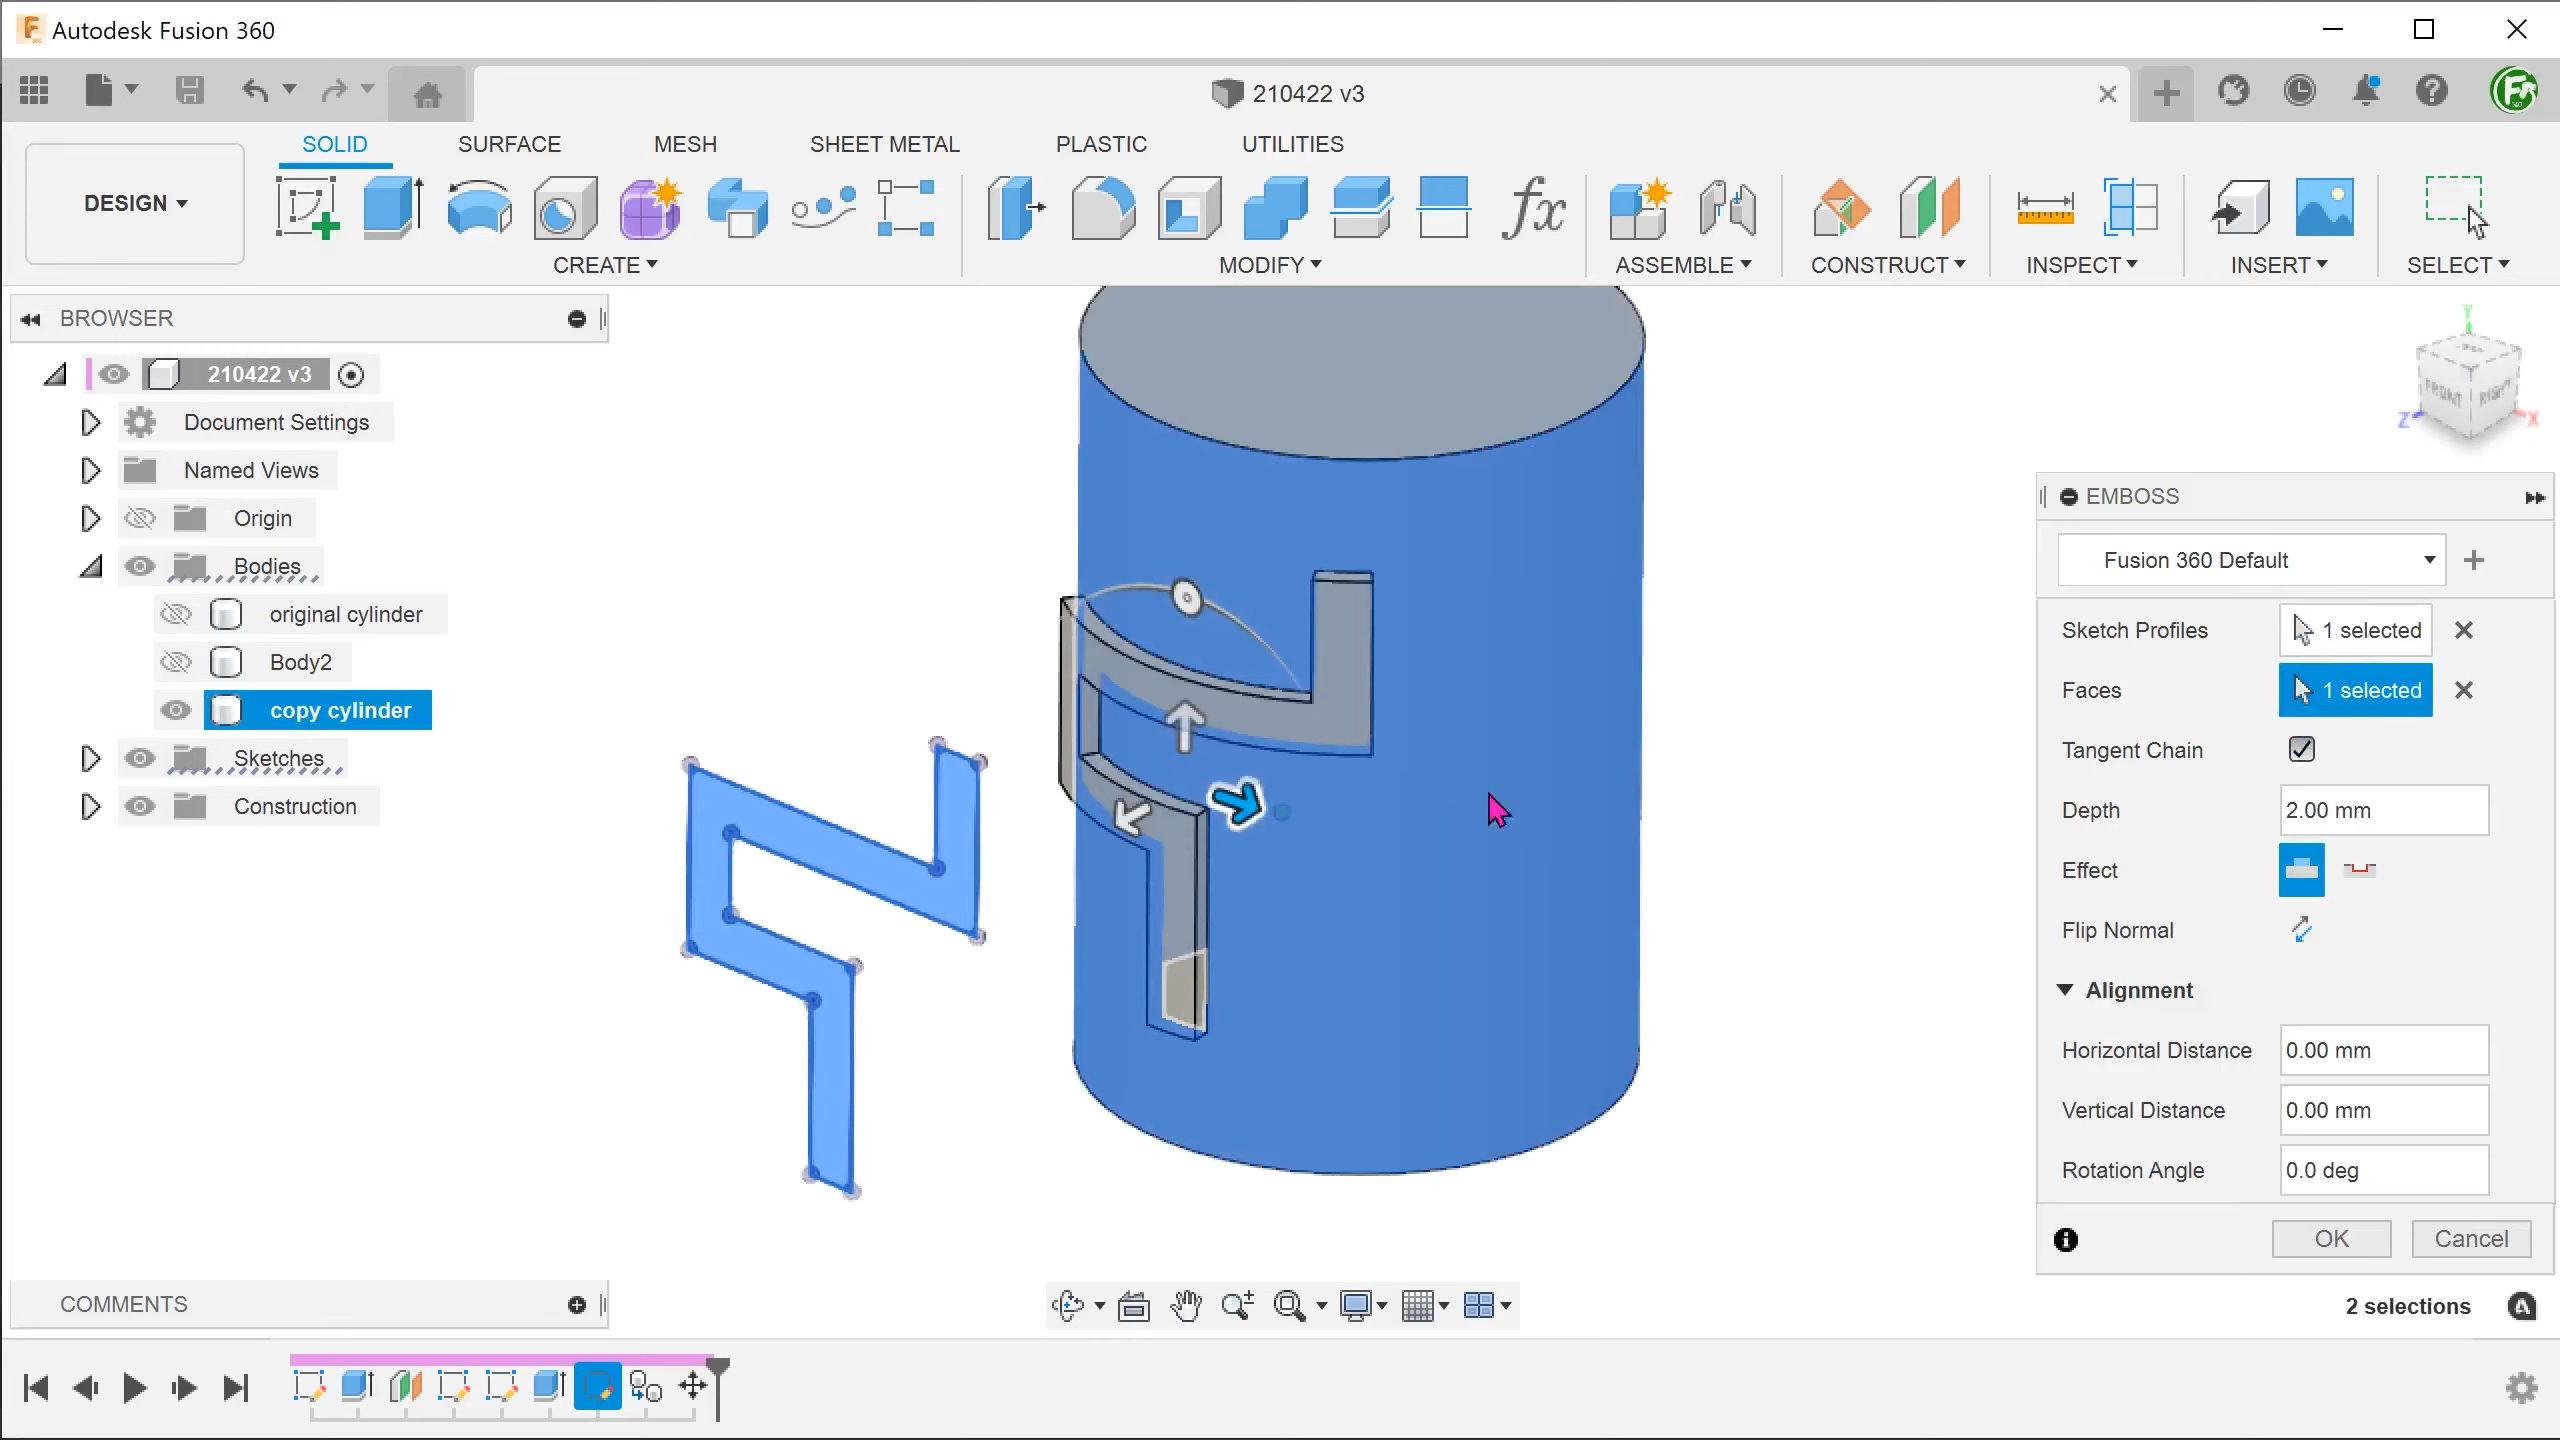 Autodesk Fusion 360
210422 v3
SOLID SURFACE MESH SHEET METAL PLASTIC UTILITIES
DESIGN
fx
CREATE MODIFY ASSEMBLE CONSTRUCT INSPECT INSERT SELECT
BROWSER
210422 v3
Document Settings
Named Views
Origin
Bodies
original cylinder
Body2
copy cylinder
Sketches
Construction
Y
FRONT RIGHT
Z X
EMBOSS
Fusion 360 Default
Sketch Profiles 1 selected
Faces 1 selected
Tangent Chain
Depth 2.00 mm
Effect
Flip Normal
Alignment
Horizontal Distance 0.00 mm
Vertical Distance 0.00 mm
Rotation Angle 0.0 deg
OK Cancel
COMMENTS
2 selections